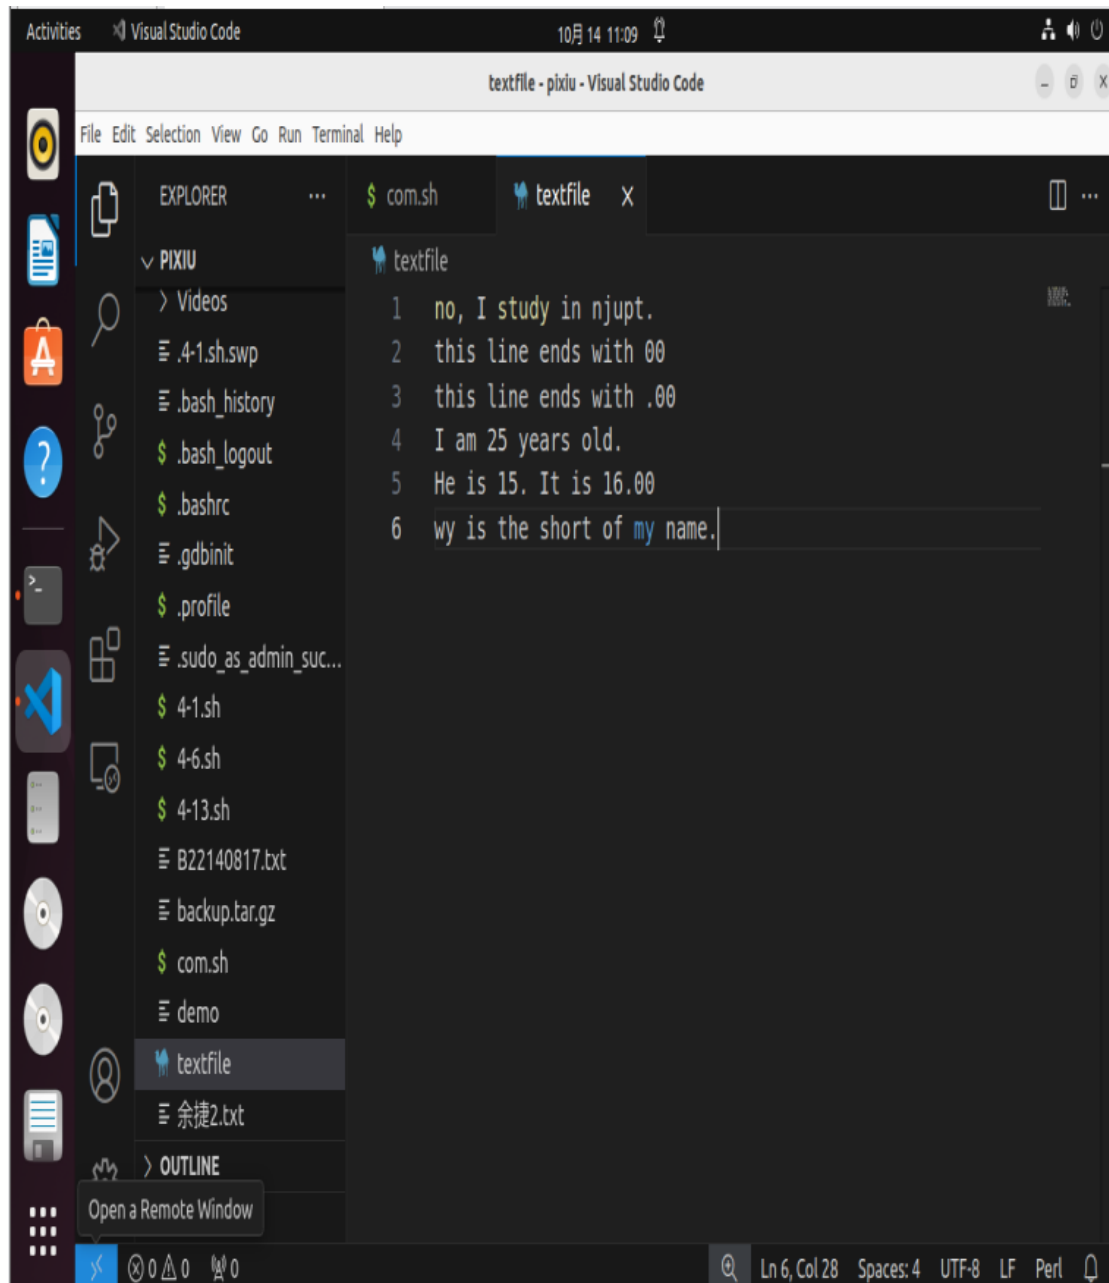 Activities Visual Studio Code 10月 14 11:09
textfile - pixiu - Visual Studio Code
File Edit Selection View Go Run Terminal Help
EXPLORER ...
$ com.sh textfile X
PIXIU
textfile
Videos
.4-1.sh.swp
.bash_history
$ .bash_logout
$ .bashrc
.gdbinit
$ .profile
.sudo_as_admin_suc...
$ 4-1.sh
$ 4-6.sh
$ 4-13.sh
B22140817.txt
backup.tar.gz
$ com.sh
demo
textfile
余捷2.txt
OUTLINE
1 no, I study in njupt.
2 this line ends with 00
3 this line ends with .00
4 I am 25 years old.
5 He is 15. It is 16.00
6 wy is the short of my name.
Open a Remote Window
0 0 0 Ln 6, Col 28 Spaces: 4 UTF-8 LF Perl